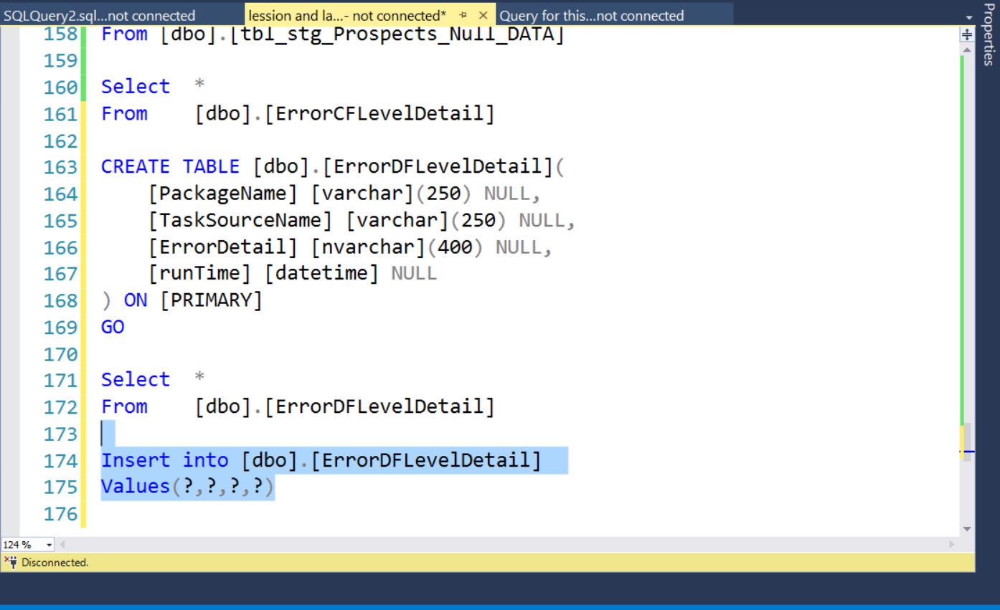 SQLQuery2.sql...not connected
lession and la...- not connected*
Query for this...not connected
Properties
158 From [dbo].[tbl_stg_Prospects_Null_DATA]
159
160 Select *
161 From [dbo].[ErrorCFLevelDetail]
162
163 CREATE TABLE [dbo].[ErrorDFLevelDetail](
164 [PackageName] [varchar](250) NULL,
165 [TaskSourceName] [varchar](250) NULL,
166 [ErrorDetail] [nvarchar](400) NULL,
167 [runTime] [datetime] NULL
168 ) ON [PRIMARY]
169 GO
170
171 Select *
172 From [dbo].[ErrorDFLevelDetail]
173
174 Insert into [dbo].[ErrorDFLevelDetail]
175 Values(?,?,?,?)
176
124 %
Disconnected.